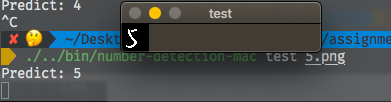 Predict: 4
^C
test
5
✘ 🤔 ~/Deskt /assignme
./../bin/number-detection-mac test 5.png
Predict: 5